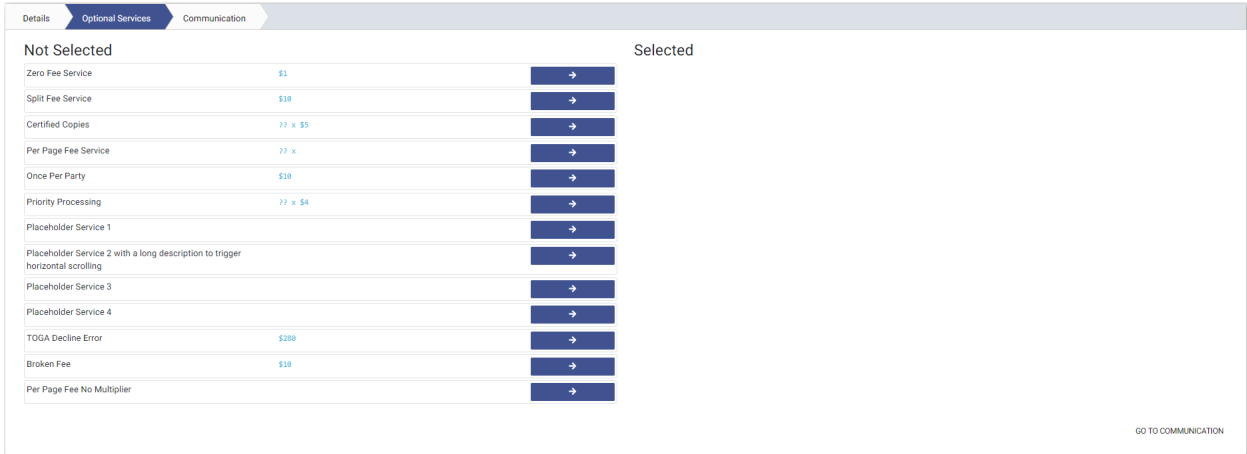 Details
Optional Services
Communication
Not Selected
Selected
Zero Fee Service $1
Split Fee Service $10
Certified Copies ?? x $5
Per Page Fee Service ?? x
Once Per Party $10
Priority Processing ?? x $4
Placeholder Service 1
Placeholder Service 2 with a long description to trigger
horizontal scrolling
Placeholder Service 3
Placeholder Service 4
TOGA Decline Error $280
Broken Fee $10
Per Page Fee No Multiplier
GO TO COMMUNICATION